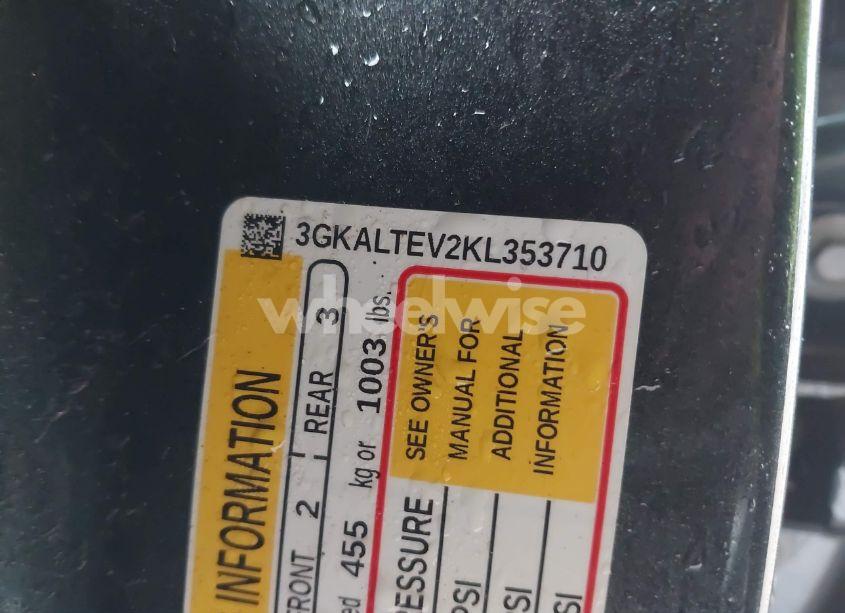 3GKALTEV2KL353710
wheelwise
INFORMATION
FRONT 2 REAR 3
455 kg or 1003 lbs.
SEE OWNER'S
MANUAL FOR
ADDITIONAL
INFORMATION
PSI